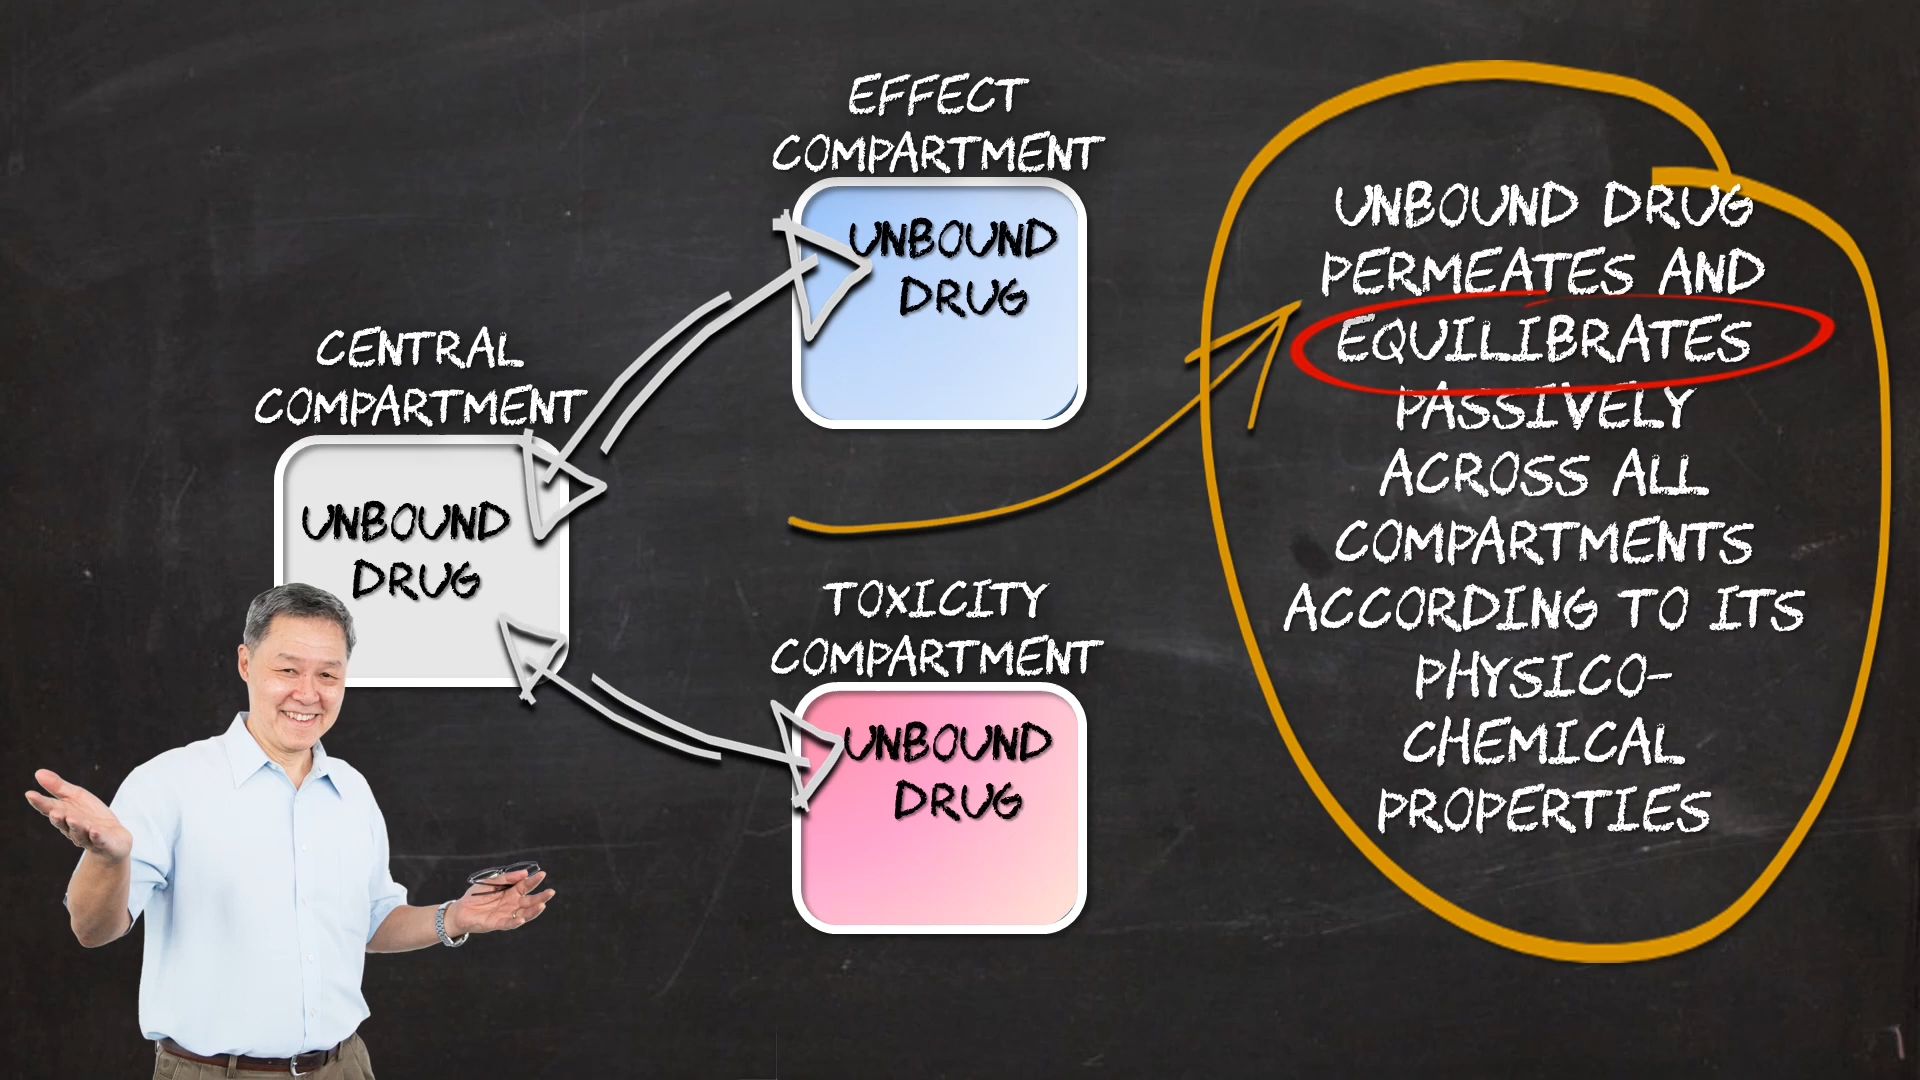 EFFECT
COMPARTMENT
UNBOUND
DRUG
CENTRAL
COMPARTMENT
UNBOUND
DRUG
TOXICITY
COMPARTMENT
UNBOUND
DRUG
UNBOUND DRUG
PERMEATES AND
EQUILIBRATES
PASSIVELY
ACROSS ALL
COMPARTMENTS
ACCORDING TO ITS
PHYSICO-
CHEMICAL
PROPERTIES